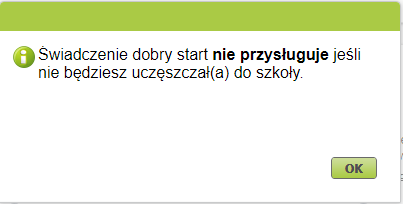 Świadczenie dobry start nie przysługuje jeśli
nie będziesz uczęszczał(a) do szkoły.
OK